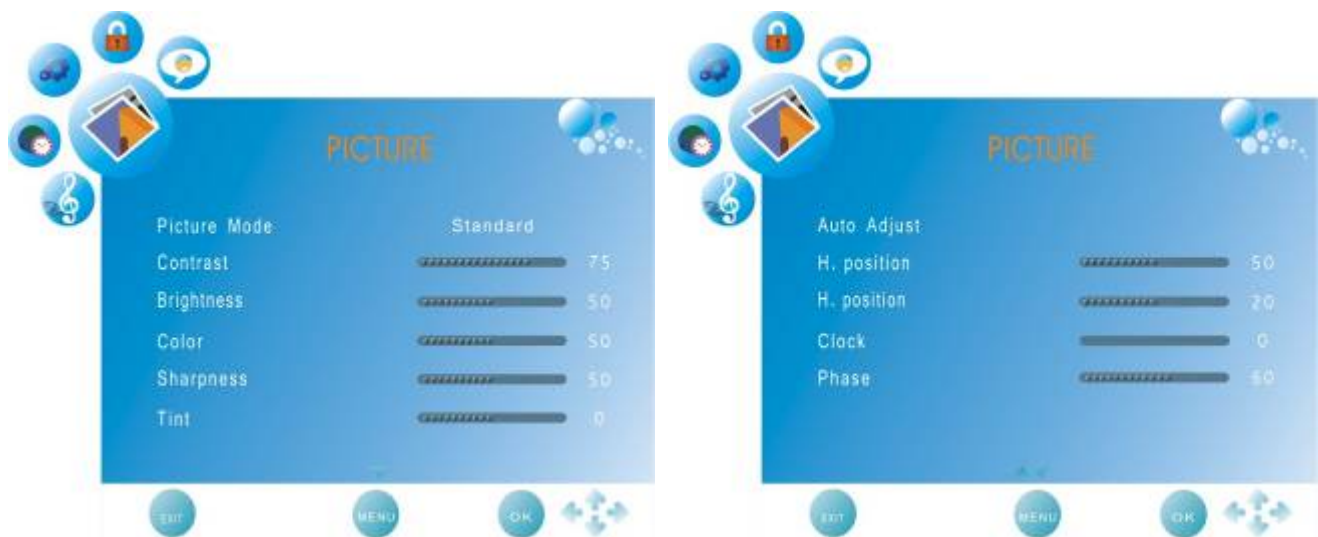 PICTURE
Picture Mode Standard
Contrast 75
Brightness 50
Color 50
Sharpness 50
Tint 0
EXIT MENU OK
PICTURE
Auto Adjust
H. position 50
H. position 20
Clock 0
Phase 60
EXIT MENU OK